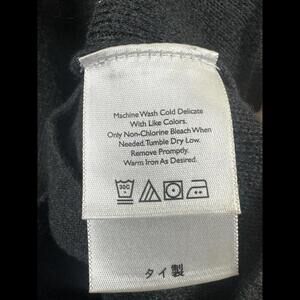 Machine Wash Cold Delicate
With Like Colors.
Only Non-Chlorine Bleach When
Needed. Tumble Dry Low.
Remove Promptly.
Warm Iron As Desired.
30C
タイ製